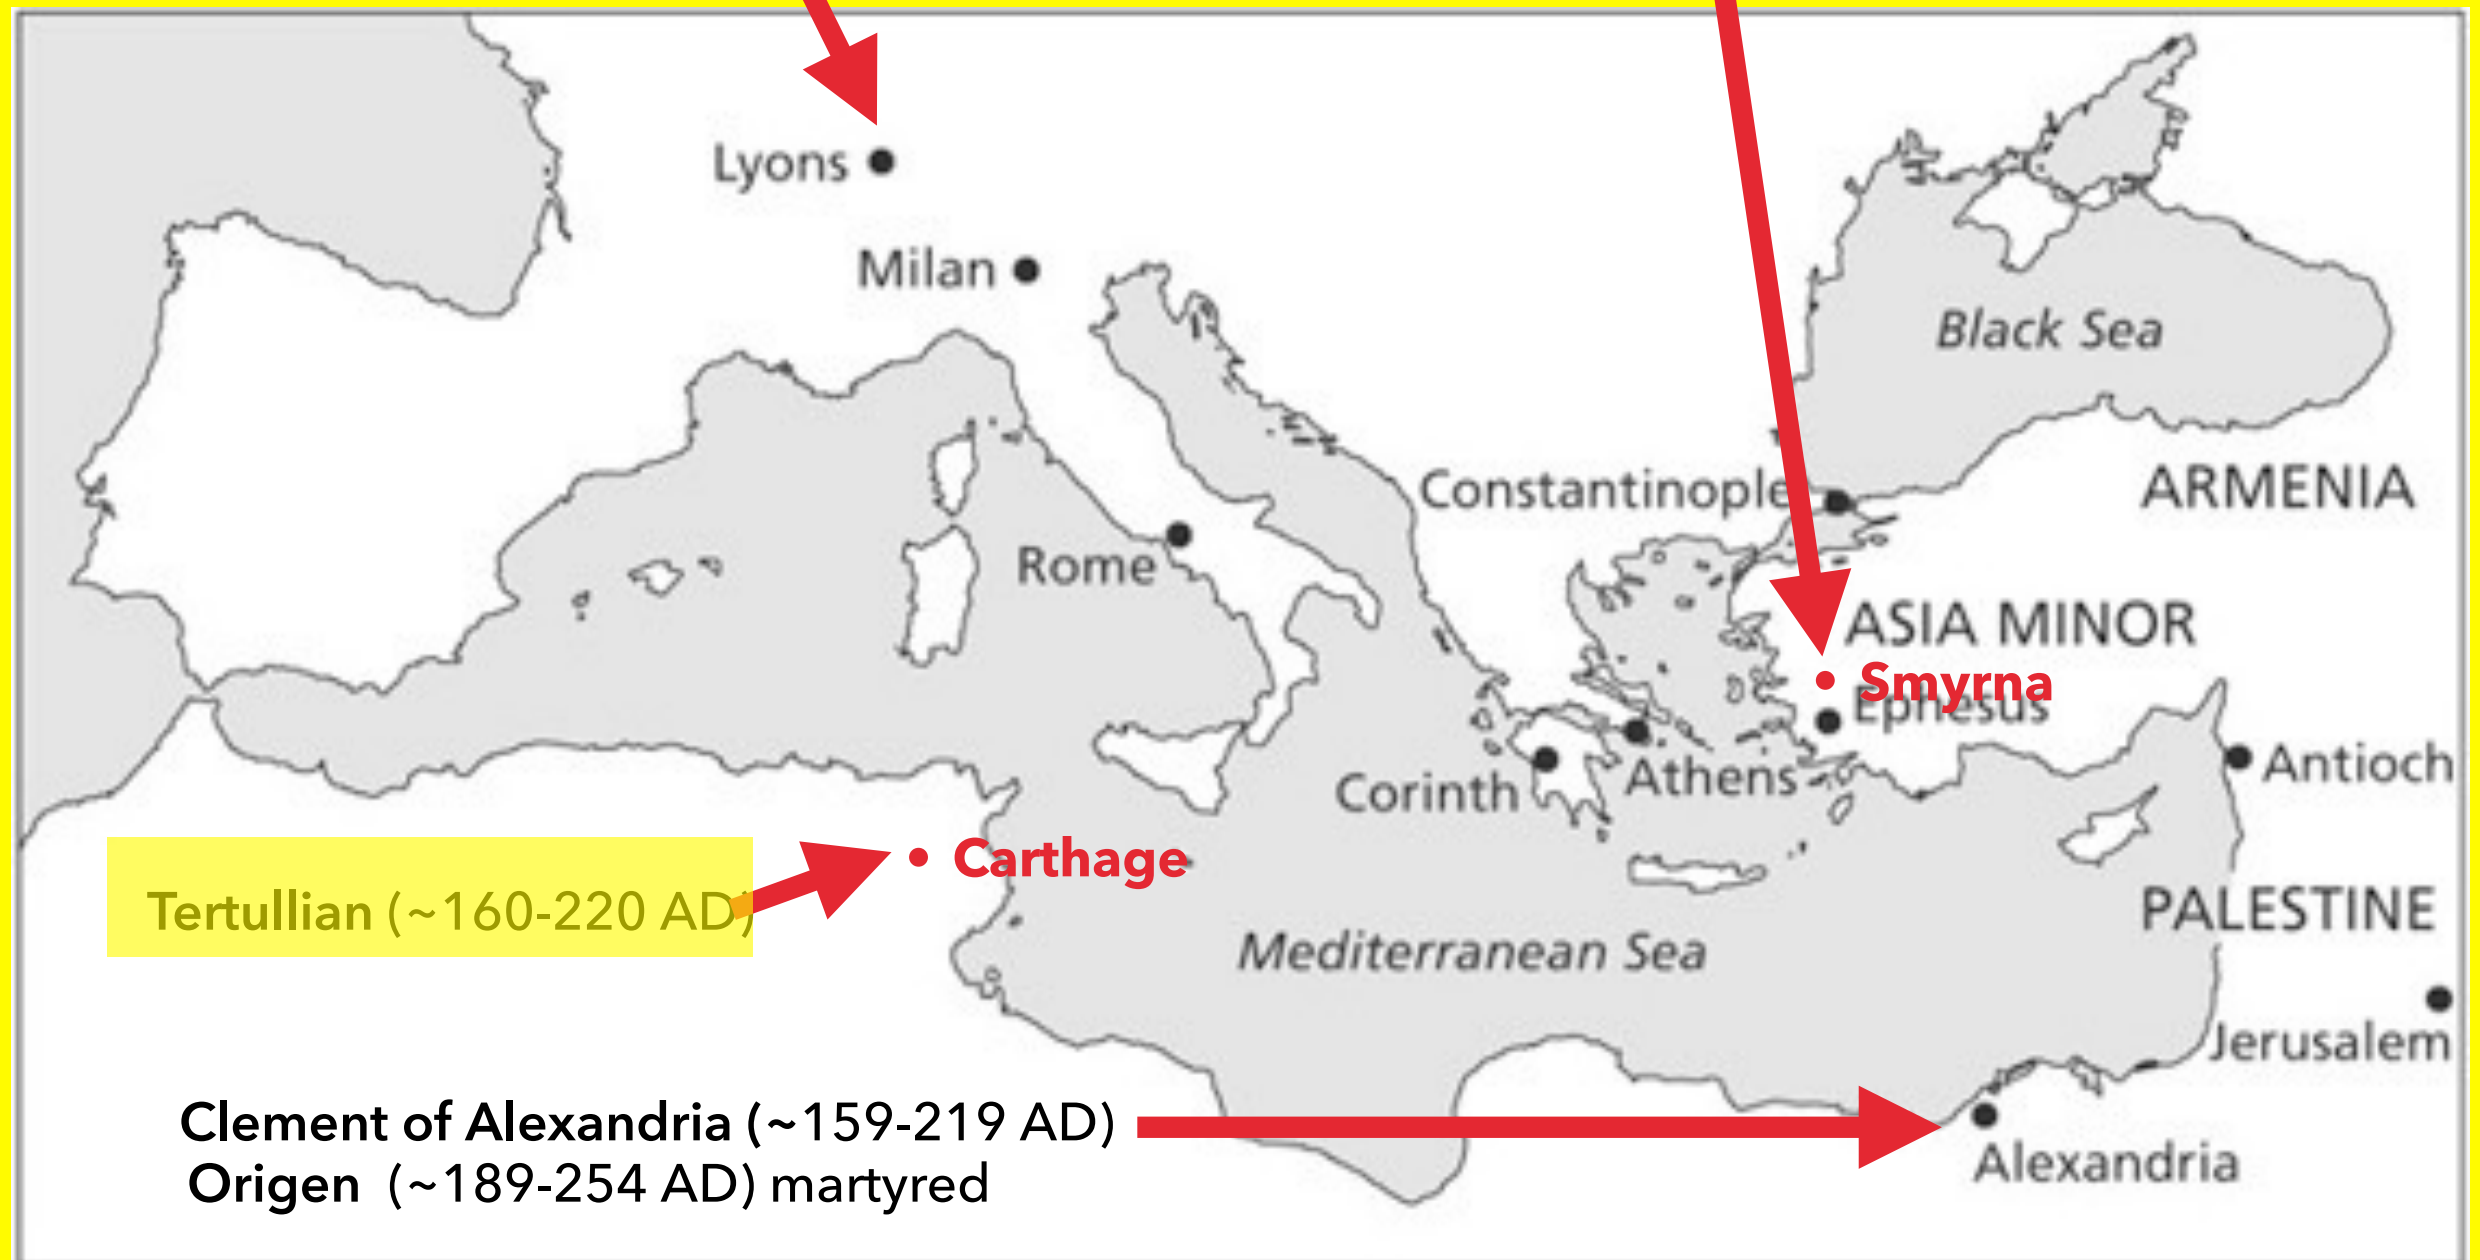 Lyons
Milan
Black Sea
Constantinople
ARMENIA
Rome
ASIA MINOR
Smyrna
Ephesus
Antioch
Corinth
Athens
Carthage
Tertullian (~160-220 AD)
PALESTINE
Mediterranean Sea
Jerusalem
Clement of Alexandria (~159-219 AD)
Origen (~189-254 AD) martyred
Alexandria